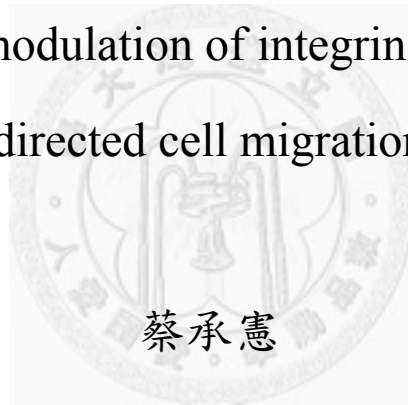 modulation of integrin
directed cell migration
蔡承憲